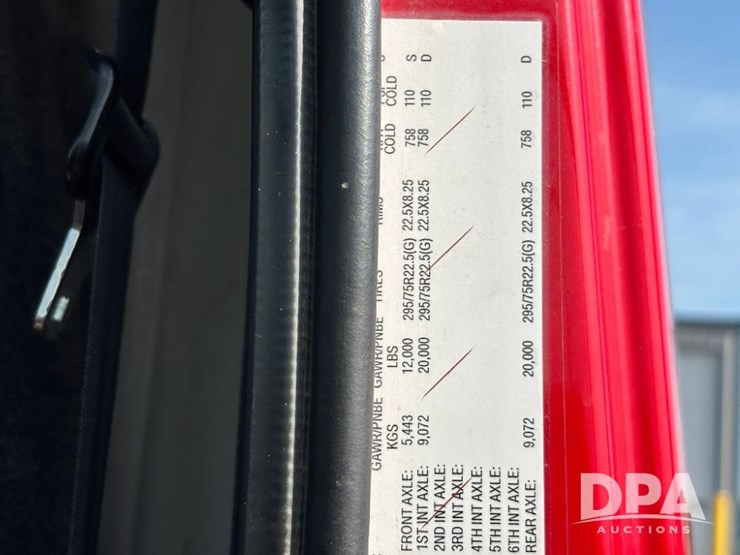 GAWR/PNBE GAWR/PNBE TIRES RIMS COLD COLD
KGS LBS
FRONT AXLE: 5,443 12,000 295/75R22.5(G) 22.5X8.25 758 110 S
1ST INT AXLE: 9,072 20,000 295/75R22.5(G) 22.5X8.25 758 110 D
2ND INT AXLE:
3RD INT AXLE:
4TH INT AXLE:
5TH INT AXLE:
6TH INT AXLE:
REAR AXLE: 9,072 20,000 295/75R22.5(G) 22.5X8.25 758 110 D
DPA
AUCTIONS